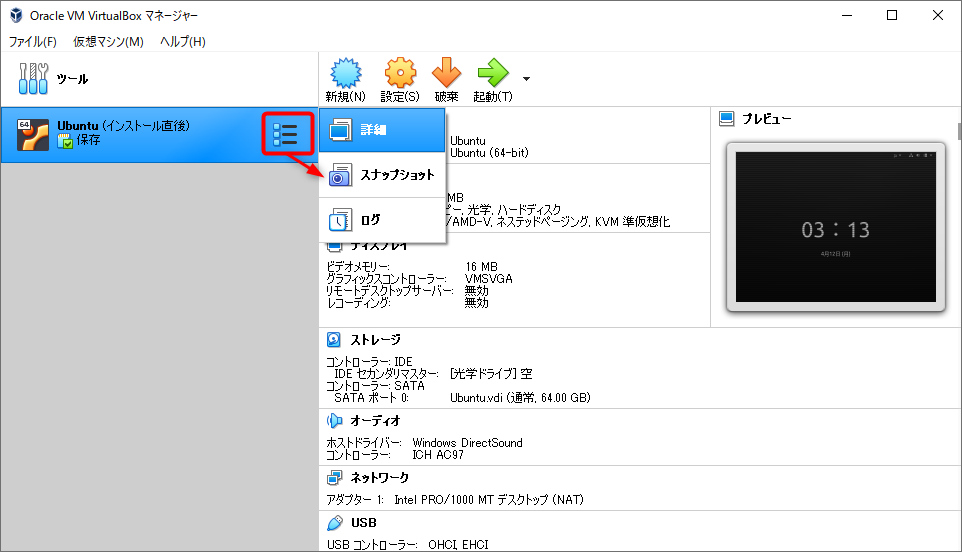 Oracle VM VirtualBox マネージャー
ファイル(F) 仮想マシン(M) ヘルプ(H)
ツール
新規(N) 設定(S) 破棄 起動(T)
64
Ubuntu (インストール直後)
保存
詳細
スナップショット
ログ
Ubuntu
Ubuntu (64-bit)
MB
ピー, 光学, ハードディスク
/AMD-V, ネステッドページング, KVM 準仮想化
プレビュー
03:13
4月12日 (月)
ディスプレイ
ビデオメモリー: 16 MB
グラフィックスコントローラー: VMSVGA
リモートデスクトップサーバー: 無効
レコーディング: 無効
ストレージ
コントローラー: IDE
IDE セカンダリマスター: [光学ドライブ] 空
コントローラー: SATA
SATA ポート 0: Ubuntu.vdi (通常, 64.00 GB)
オーディオ
ホストドライバー: Windows DirectSound
コントローラー: ICH AC97
ネットワーク
アダプター 1: Intel PRO/1000 MT デスクトップ (NAT)
USB
USB コントローラー: OHCI, EHCI